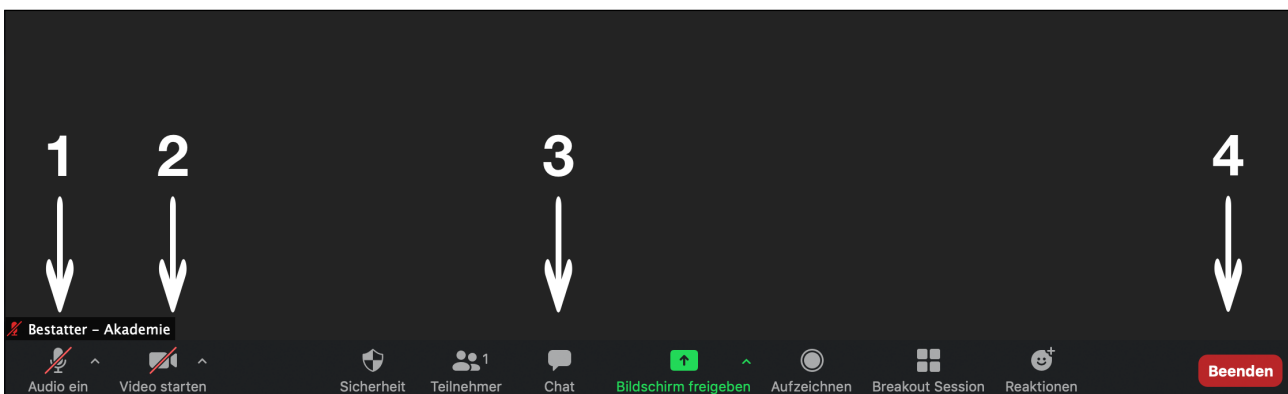 1 2 3 4
Bestatter – Akademie
1
Audio ein Video starten Sicherheit Teilnehmer Chat Bildschirm freigeben Aufzeichnen Breakout Session Reaktionen Beenden